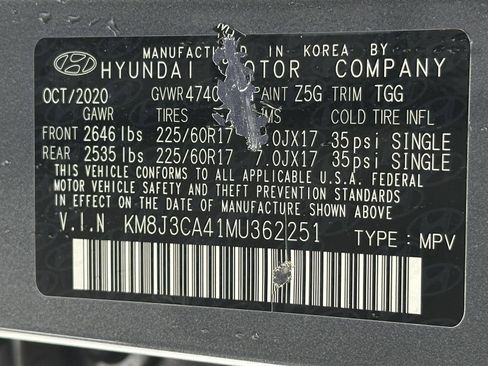 MANUFACTURED IN KOREA BY
HYUNDAI MOTOR COMPANY
OCT/2020 GVWR 4740 PAINT Z5G TRIM TGG
GAWR TIRES COLD TIRE INFL
FRONT 2646 lbs 225/60R17 .0JX17 35psi SINGLE
REAR 2535 lbs 225/60R17 7.0JX17 35psi SINGLE
THIS VEHICLE CONFORMS TO ALL APPLICABLE U.S.A. FEDERAL
MOTOR VEHICLE SAFETY AND THEFT PREVENTION STANDARDS
IN EFFECT ON THE DATE OF MANUFACTURE SHOWN ABOVE.
V.I.N KM8J3CA41MU362251 TYPE: MPV